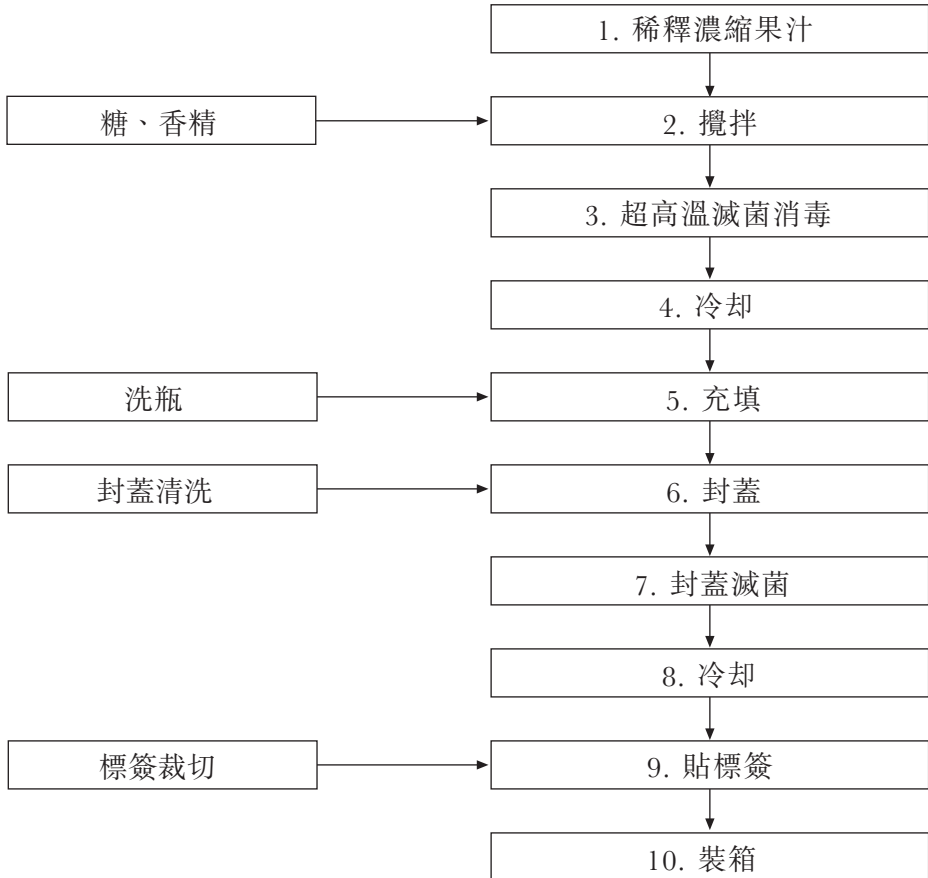 1. 稀釋濃縮果汁
糖、香精
2. 攪拌
3. 超高溫滅菌消毒
4. 冷却
洗瓶
5. 充填
封蓋清洗
6. 封蓋
7. 封蓋滅菌
8. 冷却
標簽裁切
9. 貼標簽
10. 裝箱